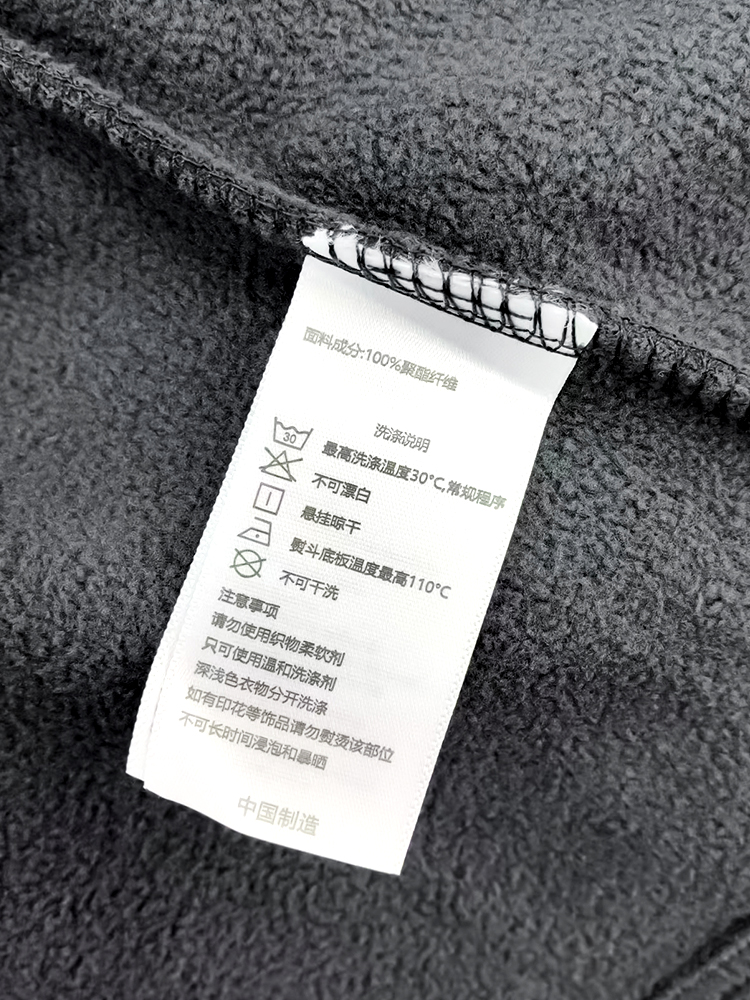 面料成分:100%聚酯纤维
洗涤说明
30
最高洗涤温度30°C,常规程序
不可漂白
悬挂晾干
熨斗底板温度最高110°C
不可干洗
注意事项
请勿使用织物柔软剂
只可使用温和洗涤剂
深浅色衣物分开洗涤
如有印花等饰品请勿熨烫该部位
不可长时间浸泡和暴晒
中国制造